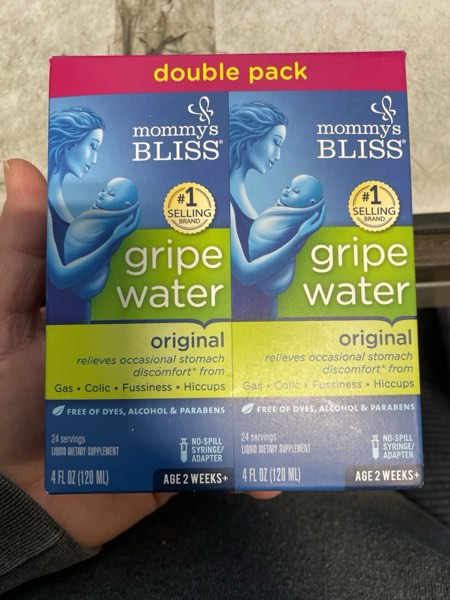 double pack
mommy's
BLISS®
#1
SELLING
BRAND
gripe
water
original
relieves occasional stomach
discomfort* from
Gas • Colic • Fussiness • Hiccups
FREE OF DYES, ALCOHOL & PARABENS
24 servings
LIQUID DIETARY SUPPLEMENT
NO-SPILL
SYRINGE/
ADAPTER
4 FL OZ (120 ML)
AGE 2 WEEKS+
mommy's
BLISS®
#1
SELLING
BRAND
gripe
water
original
relieves occasional stomach
discomfort* from
Gas • Colic • Fussiness • Hiccups
FREE OF DYES, ALCOHOL & PARABENS
24 servings
LIQUID DIETARY SUPPLEMENT
NO-SPILL
SYRINGE/
ADAPTER
4 FL OZ (120 ML)
AGE 2 WEEKS+